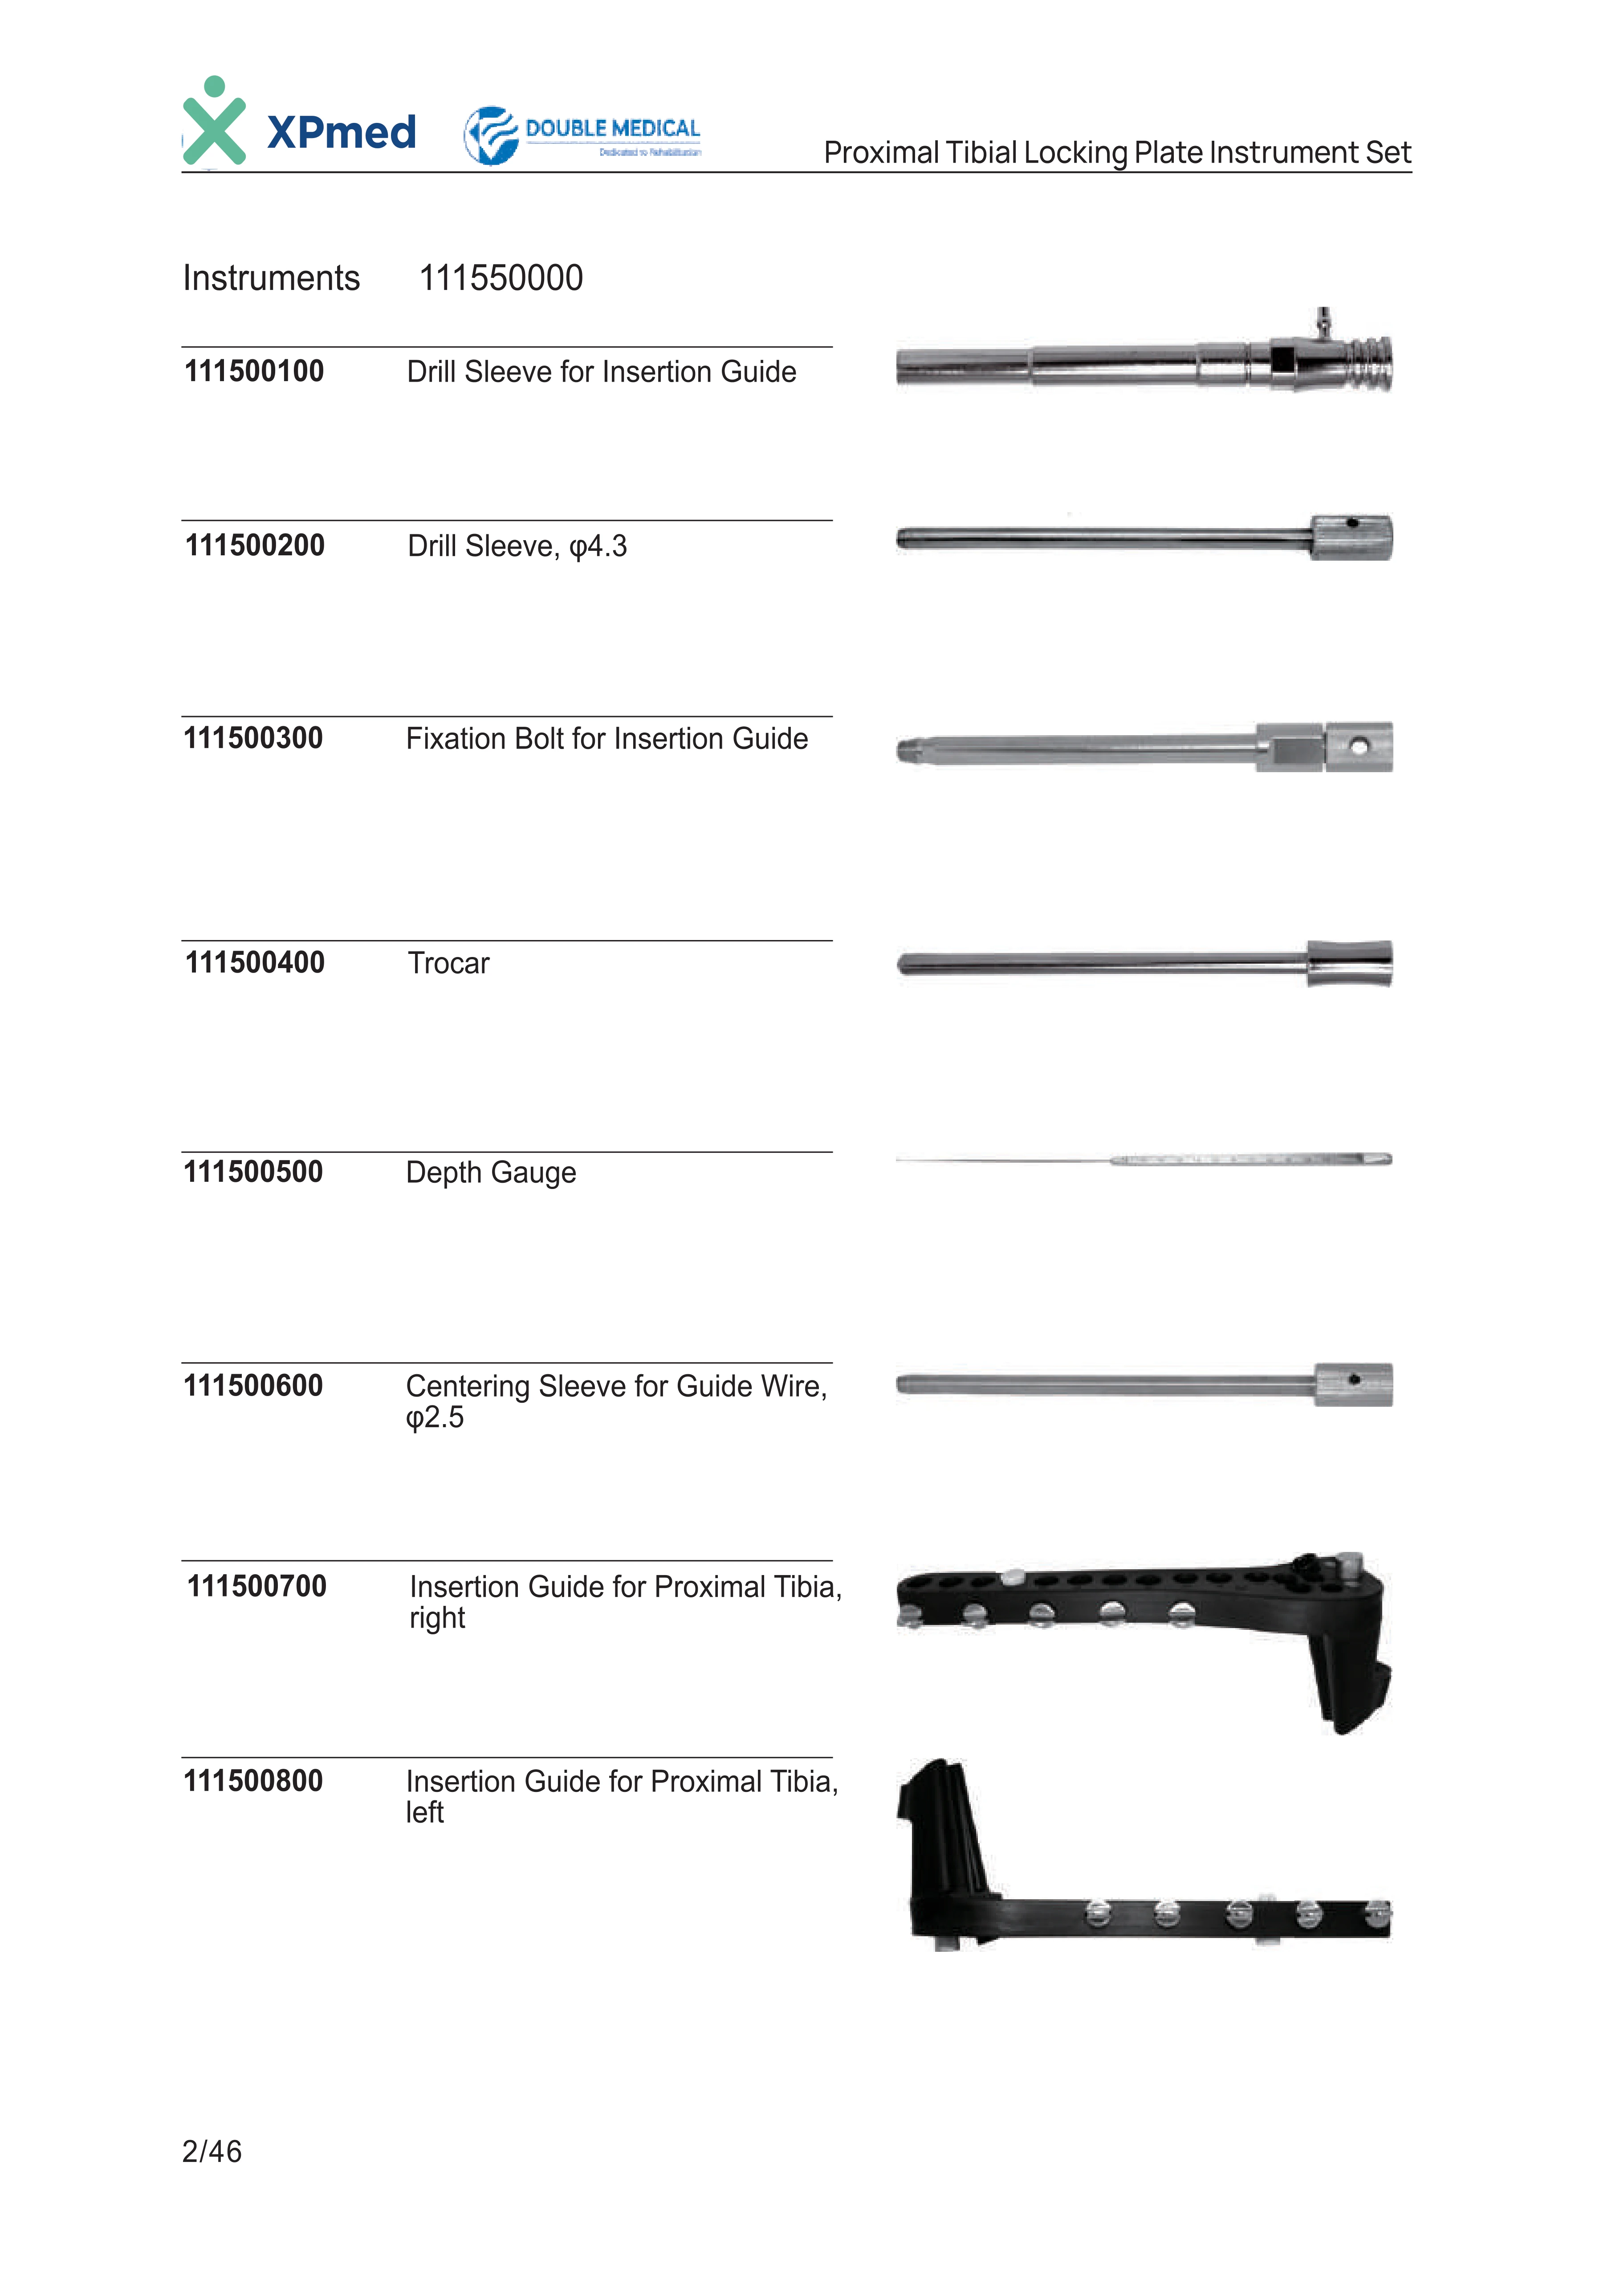 XPmed
DOUBLE MEDICAL
Dedicated to Rehabilitation
Proximal Tibial Locking Plate Instrument Set
Instruments 111550000
111500100 Drill Sleeve for Insertion Guide
111500200 Drill Sleeve, φ4.3
111500300 Fixation Bolt for Insertion Guide
111500400 Trocar
111500500 Depth Gauge
111500600 Centering Sleeve for Guide Wire,
φ2.5
111500700 Insertion Guide for Proximal Tibia,
right
111500800 Insertion Guide for Proximal Tibia,
left
2/46